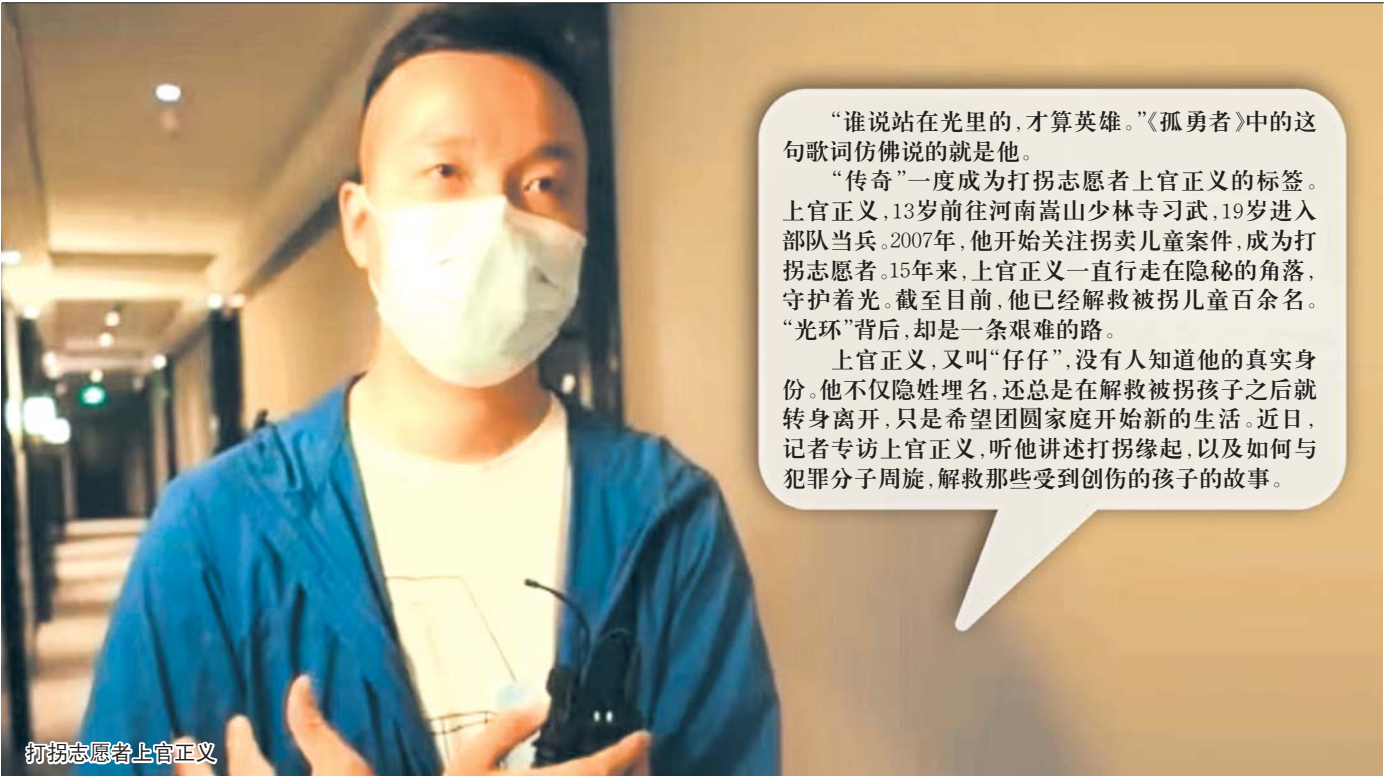 “谁说站在光里的，才算英雄。”《孤勇者》中的这
句歌词仿佛说的就是他。
“传奇”一度成为打拐志愿者上官正义的标签。
上官正义，13岁前往河南嵩山少林寺习武，19岁进入
部队当兵。2007年，他开始关注拐卖儿童案件，成为打
拐志愿者。15年来，上官正义一直行走在隐秘的角落，
守护着光。截至目前，他已经解救被拐儿童百余名。
“光环”背后，却是一条艰难的路。
上官正义，又叫“仔仔”，没有人知道他的真实身
份。他不仅隐姓埋名，还总是在解救被拐孩子之后就
转身离开，只是希望团圆家庭开始新的生活。近日，
记者专访上官正义，听他讲述打拐缘起，以及如何与
犯罪分子周旋，解救那些受到创伤的孩子的故事。
打拐志愿者上官正义